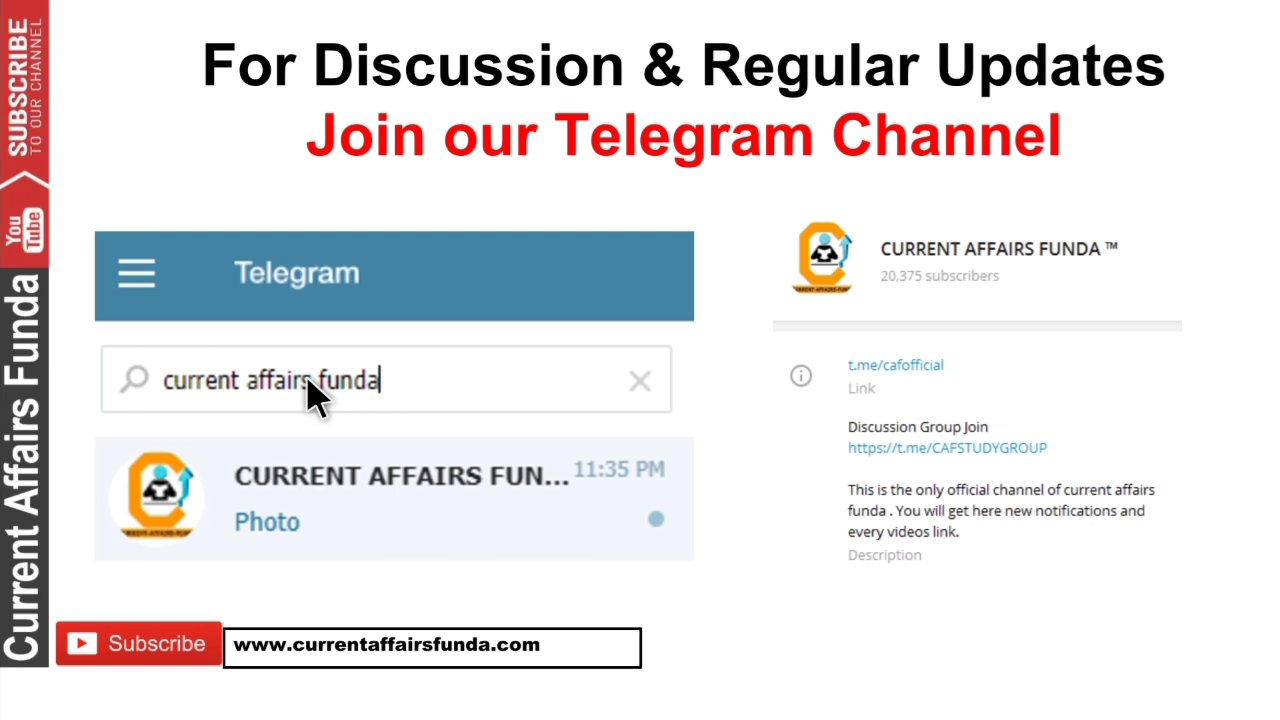 For Discussion & Regular Updates
Join our Telegram Channel
SUBSCRIBE
TO OUR CHANNEL
You
Tube
Current Affairs Funda
Telegram
current affairs funda
CURRENT AFFAIRS FUN...
11:35 PM
Photo
CURRENT AFFAIRS FUNDA ™
20,375 subscribers
t.me/cafofficial
Link
Discussion Group Join
https://t.me/CAFSTUDYGROUP
This is the only official channel of current affairs
funda . You will get here new notifications and
every videos link.
Description
Subscribe
www.currentaffairsfunda.com